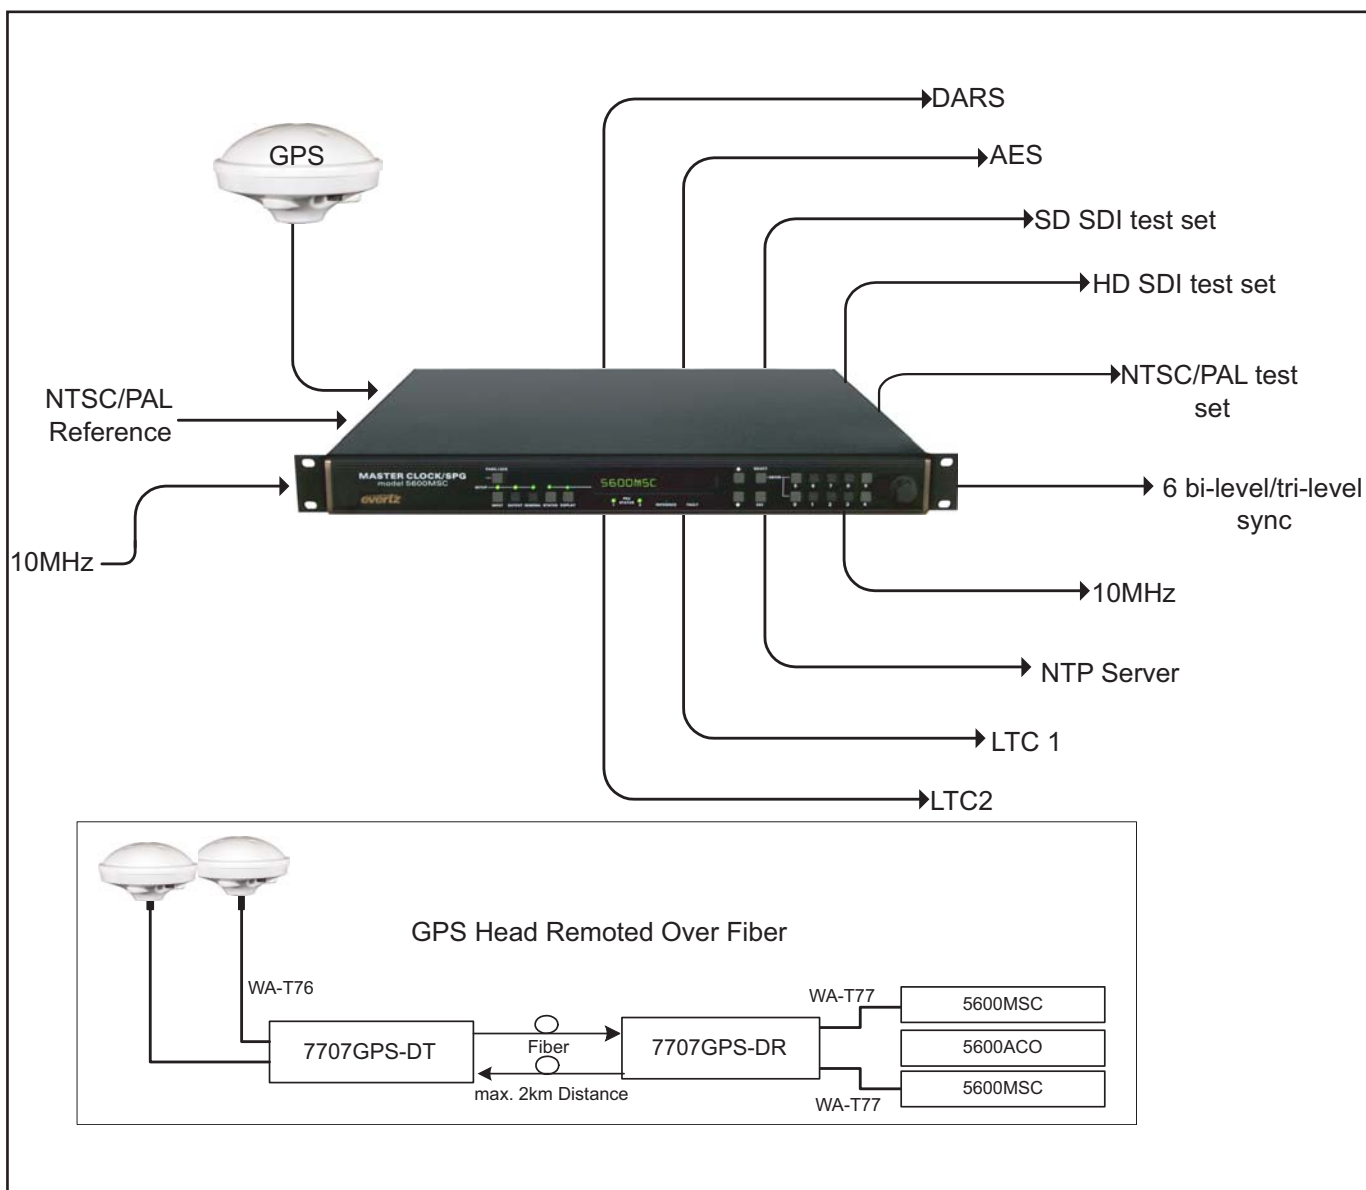 DARS
AES
GPS
SD SDI test set
HD SDI test set
NTSC/PAL test
set
NTSC/PAL
Reference
MASTER CLOCK/SPG
model 5600MSC
evertz
5600MSC
6 bi-level/tri-level
sync
10MHz
10MHz
NTP Server
LTC 1
LTC2
GPS Head Remoted Over Fiber
WA-T76
WA-T77
5600MSC
7707GPS-DT
Fiber
7707GPS-DR
5600ACO
max. 2km Distance
5600MSC
WA-T77